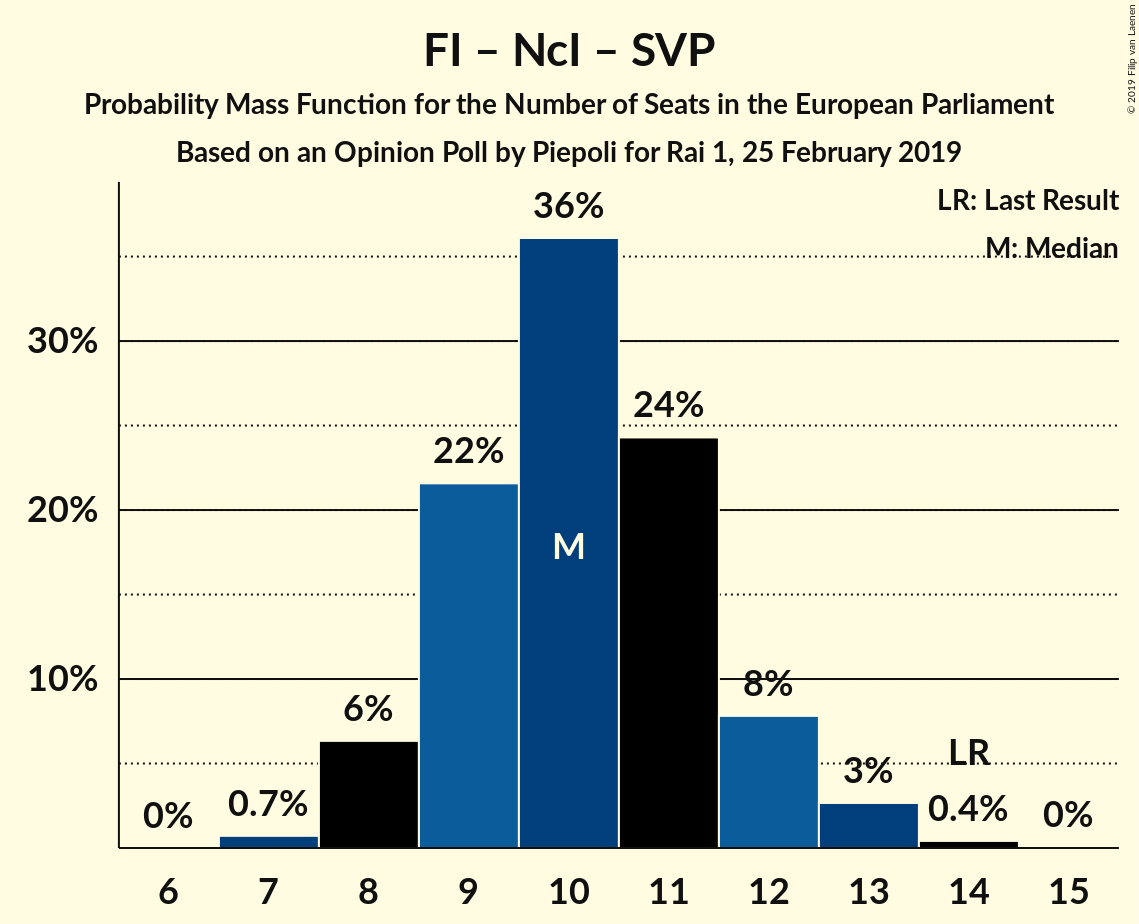 FI – NcI – SVP
Probability Mass Function for the Number of Seats in the European Parliament
Based on an Opinion Poll by Piepoli for Rai 1, 25 February 2019
© 2019 Filip van Laenen
LR: Last Result
M: Median
36%
30%
24%
22%
20%
M
10%
8%
6%
LR
3%
0.7%
0.4%
0%
0%
6 7 8 9 10 11 12 13 14 15